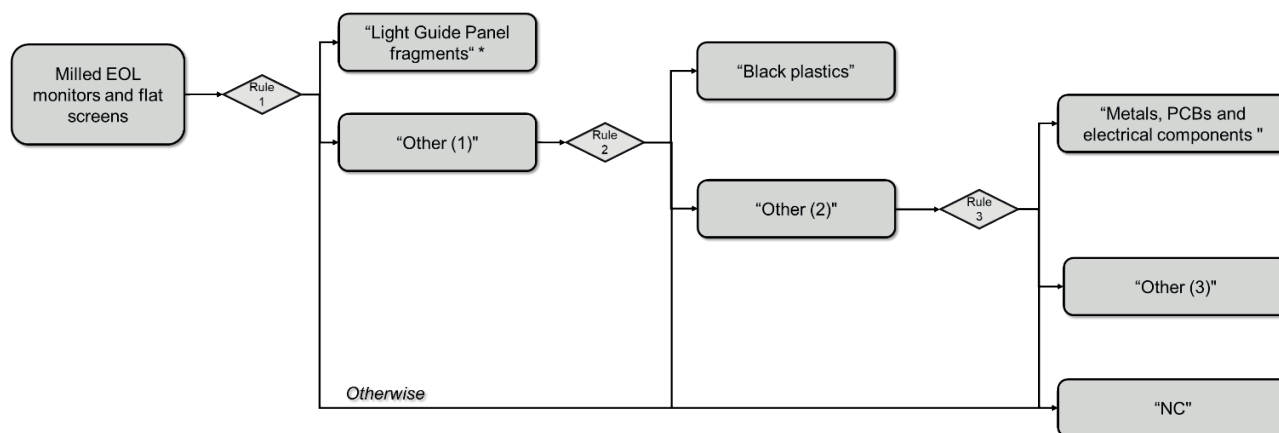 Milled EOL
monitors and flat
screens
Rule
1
“Light Guide Panel
fragments“ *
“Other (1)"
Rule
2
“Black plastics”
“Other (2)"
Rule
3
“Metals, PCBs and
electrical components "
“Other (3)"
Otherwise
“NC"